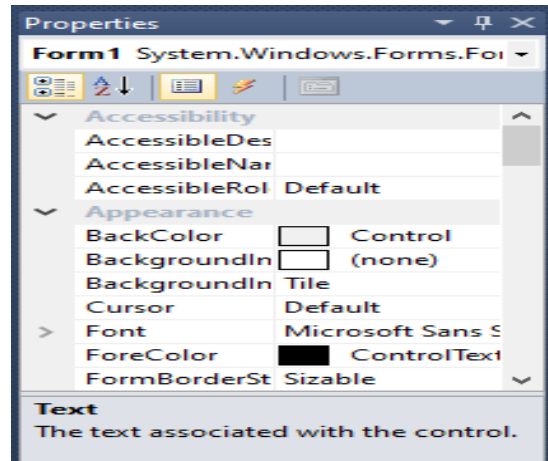 Properties
Form1 System.Windows.Forms.For
Accessibility
AccessibleDes
AccessibleNar
AccessibleRol Default
Appearance
BackColor Control
BackgroundIn (none)
BackgroundIn Tile
Cursor Default
Font Microsoft Sans S
ForeColor ControlText
FormBorderSt Sizable
Text
The text associated with the control.